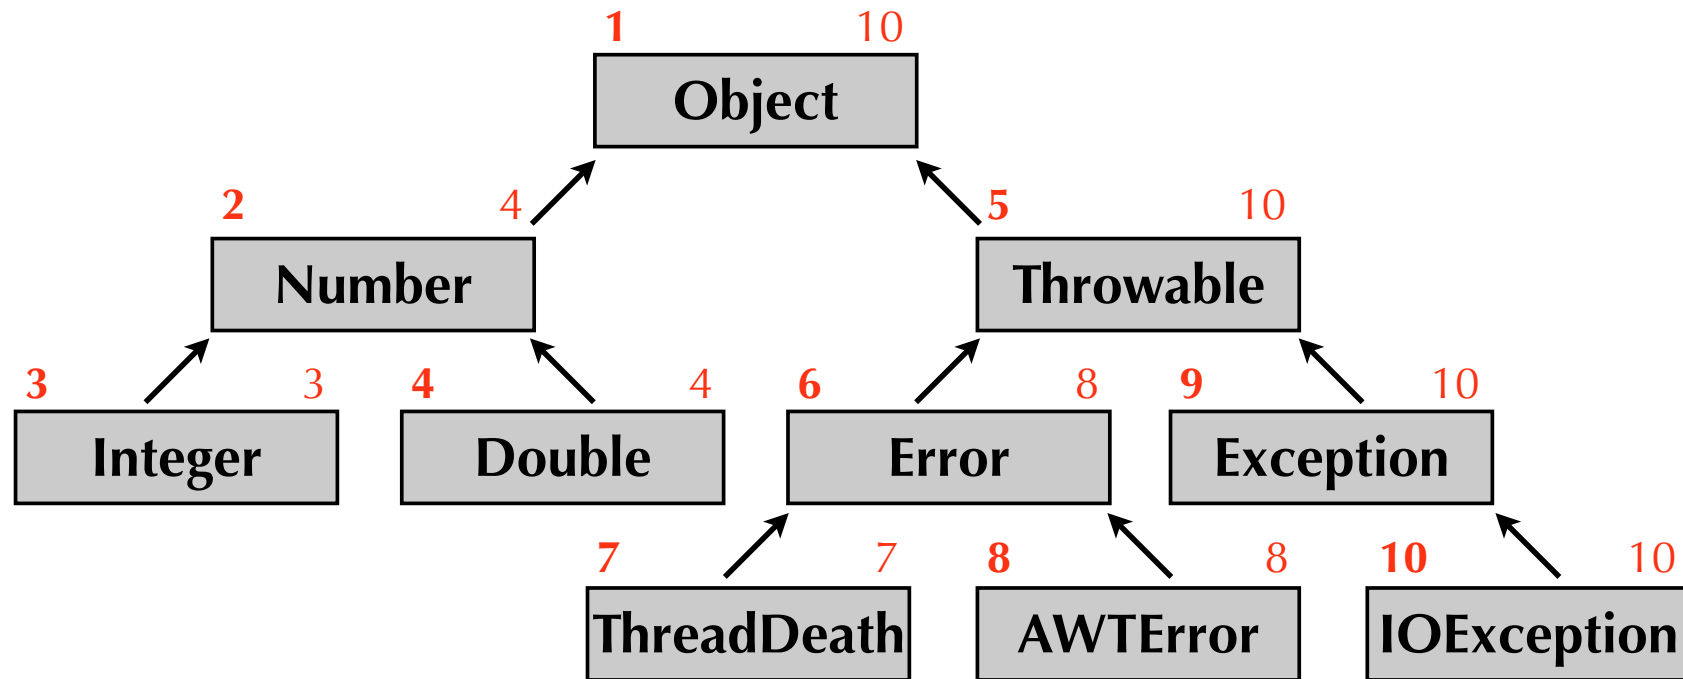 1 10
Object
2 4 5 10
Number Throwable
3 3 4 4 6 8 9 10
Integer Double Error Exception
7 7 8 8 10 10
ThreadDeath AWTError IOException